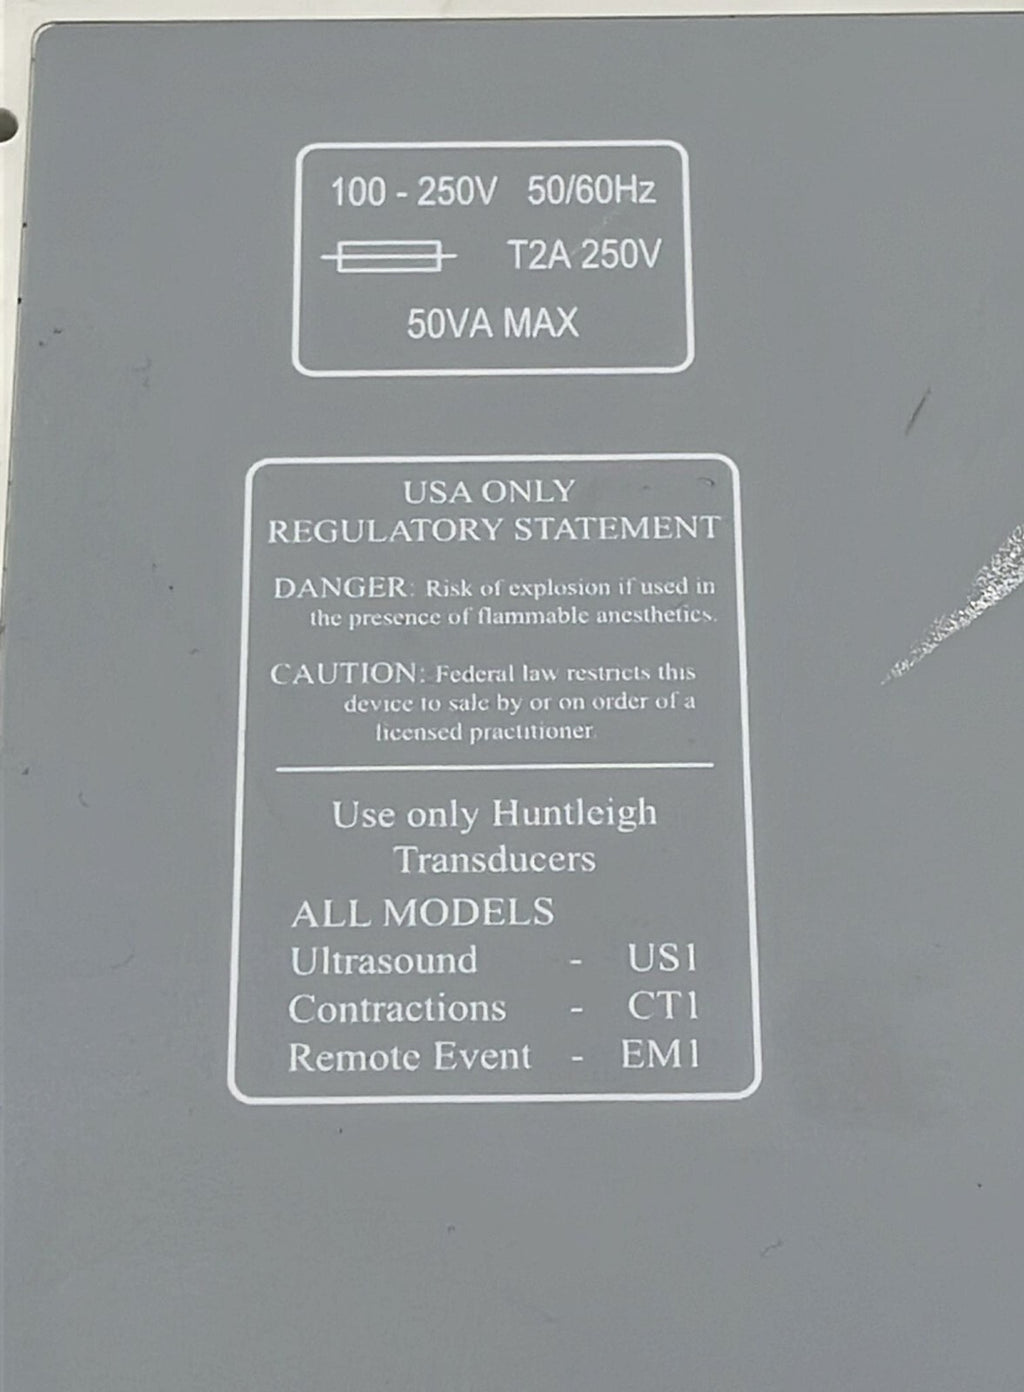 100 - 250V 50/60Hz
T2A 250V
50VA MAX
USA ONLY
REGULATORY STATEMENT
DANGER: Risk of explosion if used in
the presence of flammable anesthetics.
CAUTION: Federal law restricts this
device to sale by or on order of a
licensed practitioner.
Use only Huntleigh
Transducers
ALL MODELS
Ultrasound - US1
Contractions - CT1
Remote Event - EM1